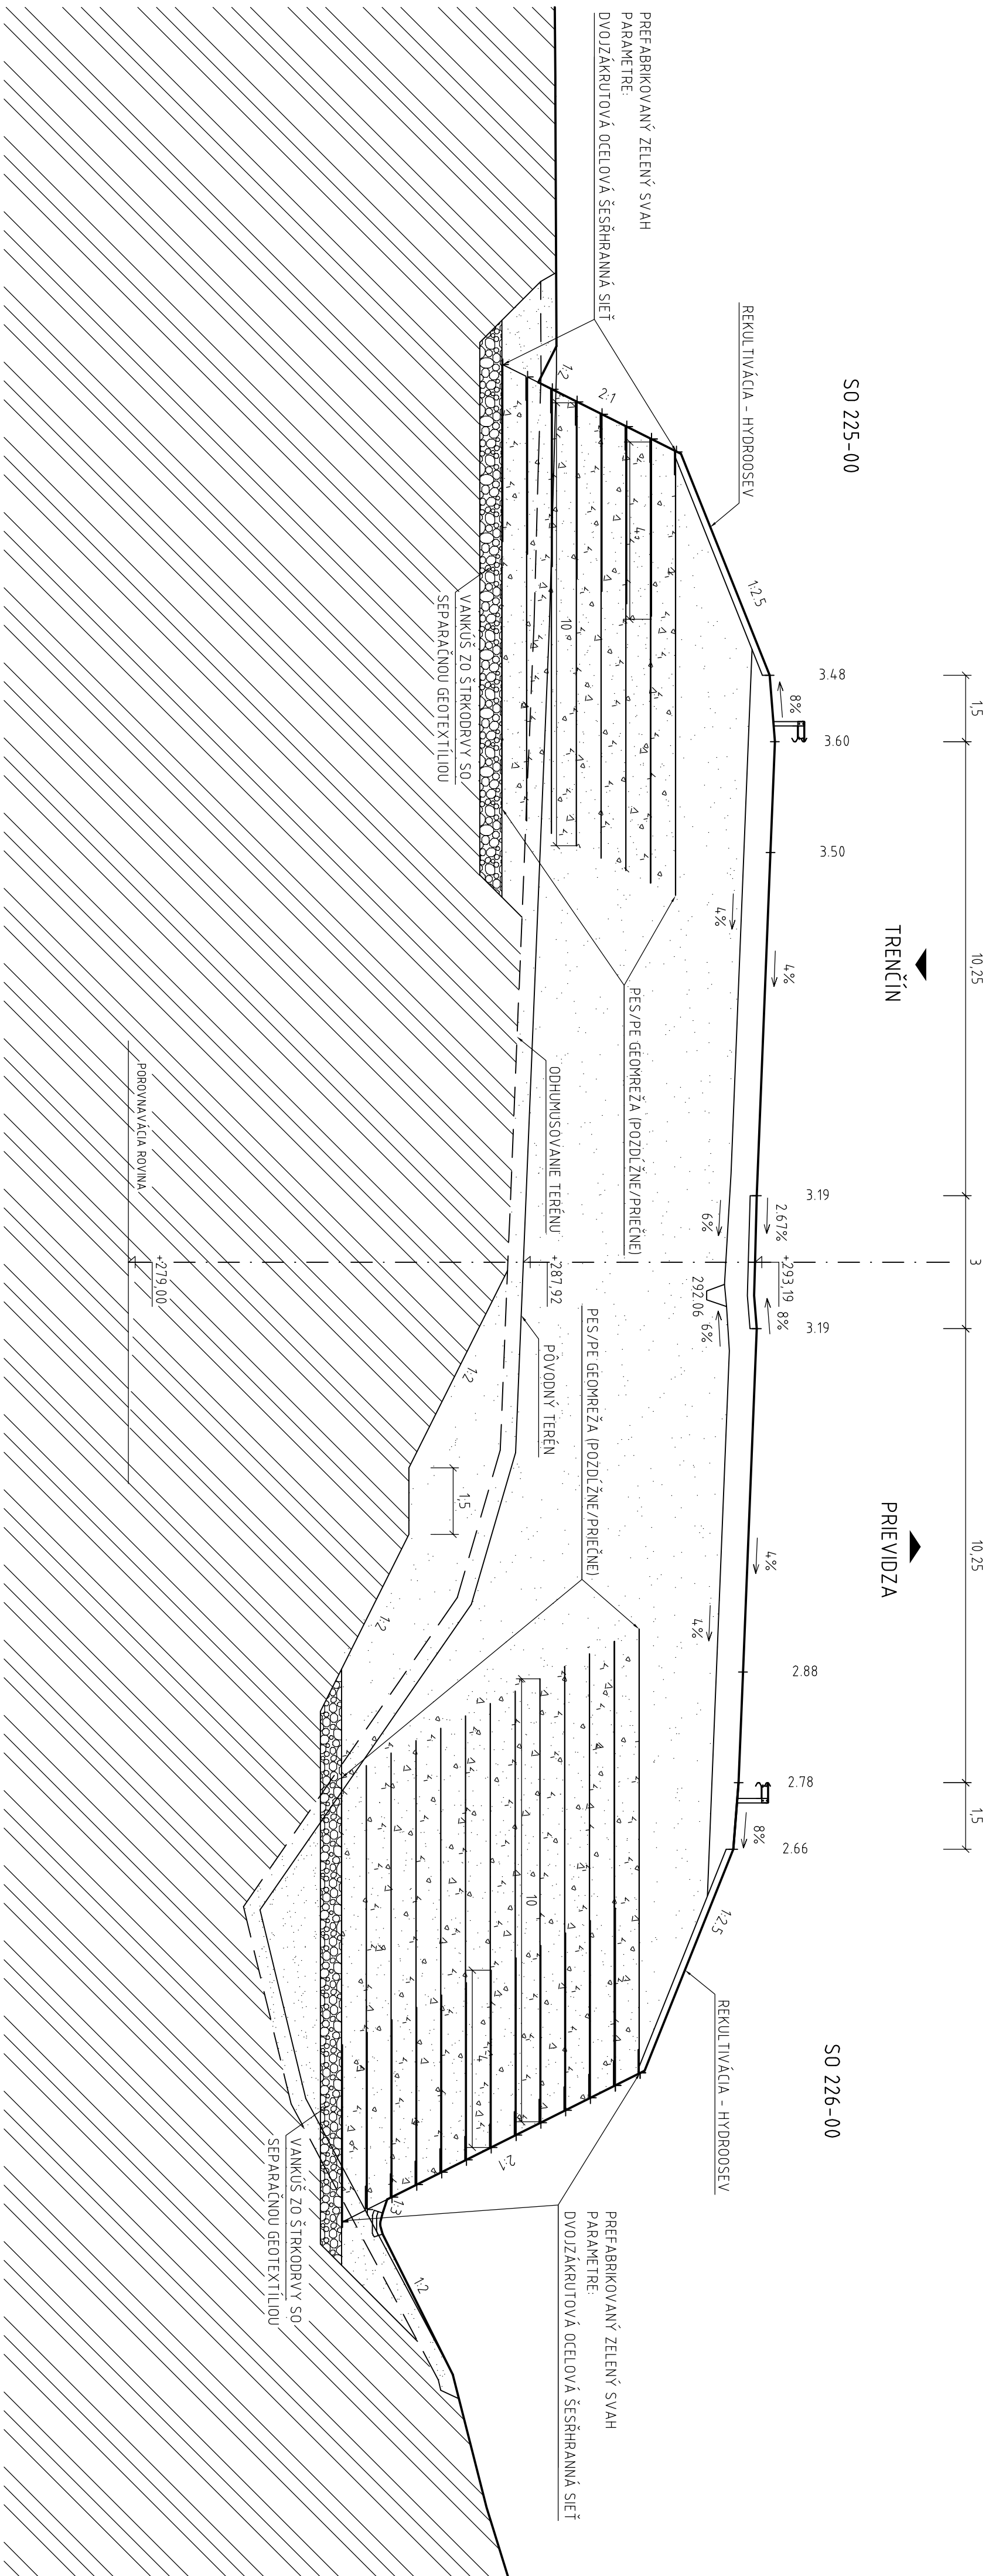 1,5
10,25
3
10,25
1,5
TRENČÍN
PRIEVIDZA
SO 225-00
SO 226-00
3.48
3.60
3.50
3.19
3.19
2.88
2.78
2.66
8%
4%
4%
2.67%
+293,19
8%
6%
6%
292.06
4%
4%
8%
REKULTIVÁCIA - HYDROOSEV
1:2.5
1:2.5
REKULTIVÁCIA - HYDROOSEV
PREFABRIKOVANÝ ZELENÝ SVAH
PARAMETRE:
DVOJZÁKRUTOVÁ OCELOVÁ ŠESŘHRANNÁ SIEŤ
2:1
1:2
4
10
PES/PE GEOMREŽA (POZDĹŽNE/PRIEČNE)
PES/PE GEOMREŽA (POZDĹŽNE/PRIEČNE)
PREFABRIKOVANÝ ZELENÝ SVAH
PARAMETRE:
DVOJZÁKRUTOVÁ OCELOVÁ ŠESŘHRANNÁ SIEŤ
ODHUMUSOVANIE TERÉNU
+287,92
PÔVODNÝ TERÉN
VANKÚŠ ZO ŠTRKODRVY SO
SEPARAČNOU GEOTEXTÍLIOU
1:2
1,5
1:2
10
4
2:1
1:3
1:2
VANKÚŠ ZO ŠTRKODRVY SO
SEPARAČNOU GEOTEXTÍLIOU
POROVNAVÁCIA ROVINA
+279,00